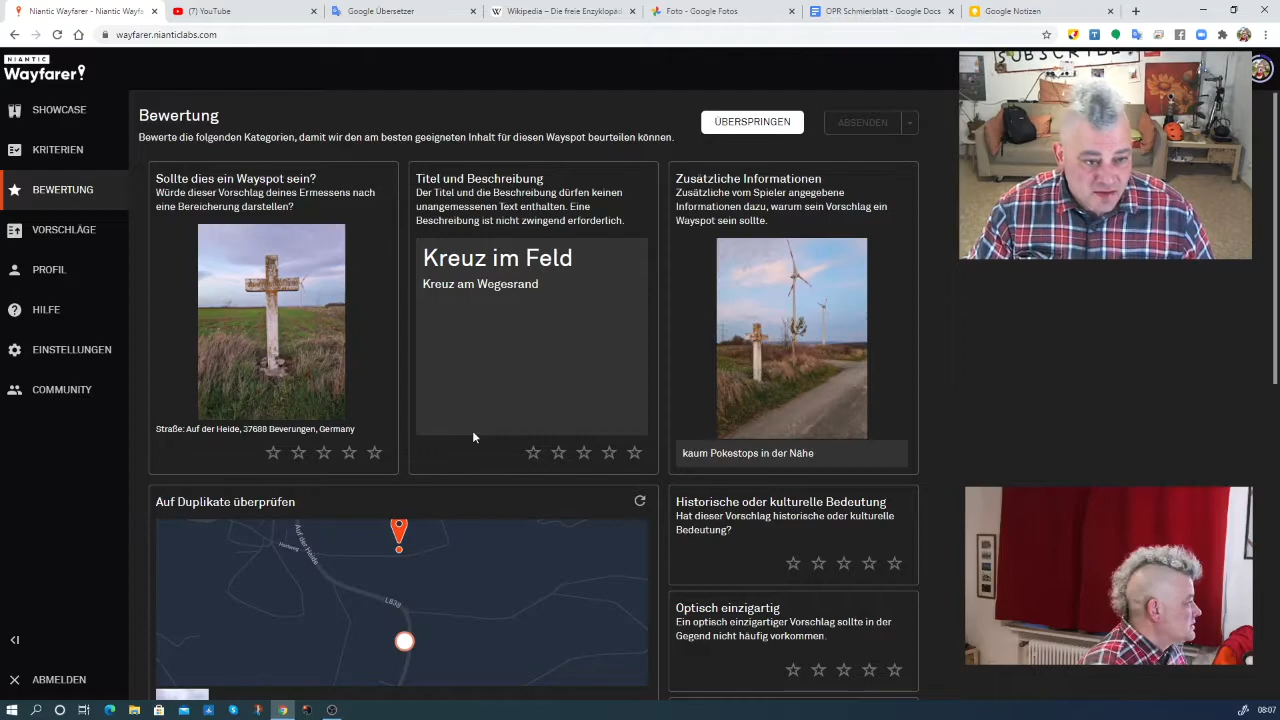 Niantic Wayfarer - Niantic Wayfar
(7) YouTube
Google Übersetzer
Wikipedia – Die freie Enzyklopäd
Foto - Google Fotos
OPR Schmierblatt - Google Docs
Google Notizen
wayfarer.nianticlabs.com
NIANTIC
Wayfarer
SUBSCRIBE
SHOWCASE
KRITERIEN
BEWERTUNG
VORSCHLÄGE
PROFIL
HILFE
EINSTELLUNGEN
COMMUNITY
ABMELDEN
Bewertung
Bewerte die folgenden Kategorien, damit wir den am besten geeigneten Inhalt für diesen Wayspot beurteilen können.
ÜBERSPRINGEN
ABSENDEN
Sollte dies ein Wayspot sein?
Würde dieser Vorschlag deines Ermessens nach
eine Bereicherung darstellen?
Straße: Auf der Heide, 37688 Beverungen, Germany
Titel und Beschreibung
Der Titel und die Beschreibung dürfen keinen
unangemessenen Text enthalten. Eine
Beschreibung ist nicht zwingend erforderlich.
Kreuz im Feld
Kreuz am Wegesrand
Zusätzliche Informationen
Zusätzliche vom Spieler angegebene
Informationen dazu, warum sein Vorschlag ein
Wayspot sein sollte.
kaum Pokestops in der Nähe
Auf Duplikate überprüfen
Auf der Heide
L838
Historische oder kulturelle Bedeutung
Hat dieser Vorschlag historische oder kulturelle
Bedeutung?
Optisch einzigartig
Ein optisch einzigartiger Vorschlag sollte in der
Gegend nicht häufig vorkommen.
08:07